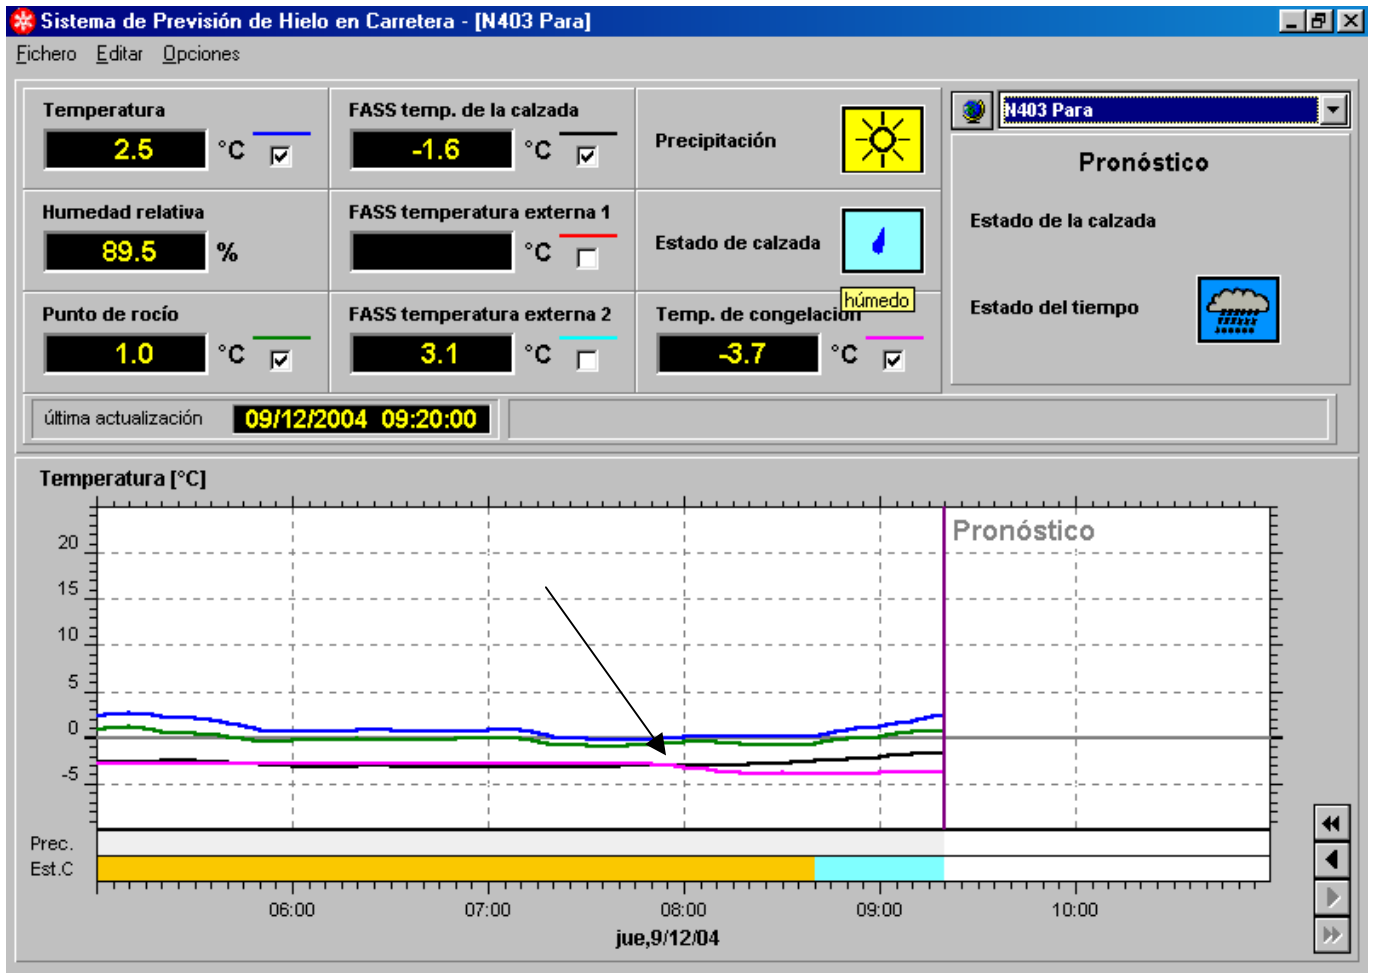 Sistema de Previsión de Hielo en Carretera - [N403 Para]
Fichero Editar Opciones
Temperatura
2.5 °C
FASS temp. de la calzada
-1.6 °C
Precipitación
N403 Para
Pronóstico
Humedad relativa
89.5 %
FASS temperatura externa 1
°C
Estado de calzada
húmedo
Estado de la calzada
Punto de rocío
1.0 °C
FASS temperatura externa 2
3.1 °C
Temp. de congelación
-3.7 °C
Estado del tiempo
última actualización 09/12/2004 09:20:00
Temperatura [°C]
Pronóstico
20
15
10
5
0
-5
Prec.
Est.C
06:00 07:00 08:00 09:00 10:00
jue,9/12/04